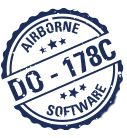 AIRBORNE
DO - 178C
SOFTWARE